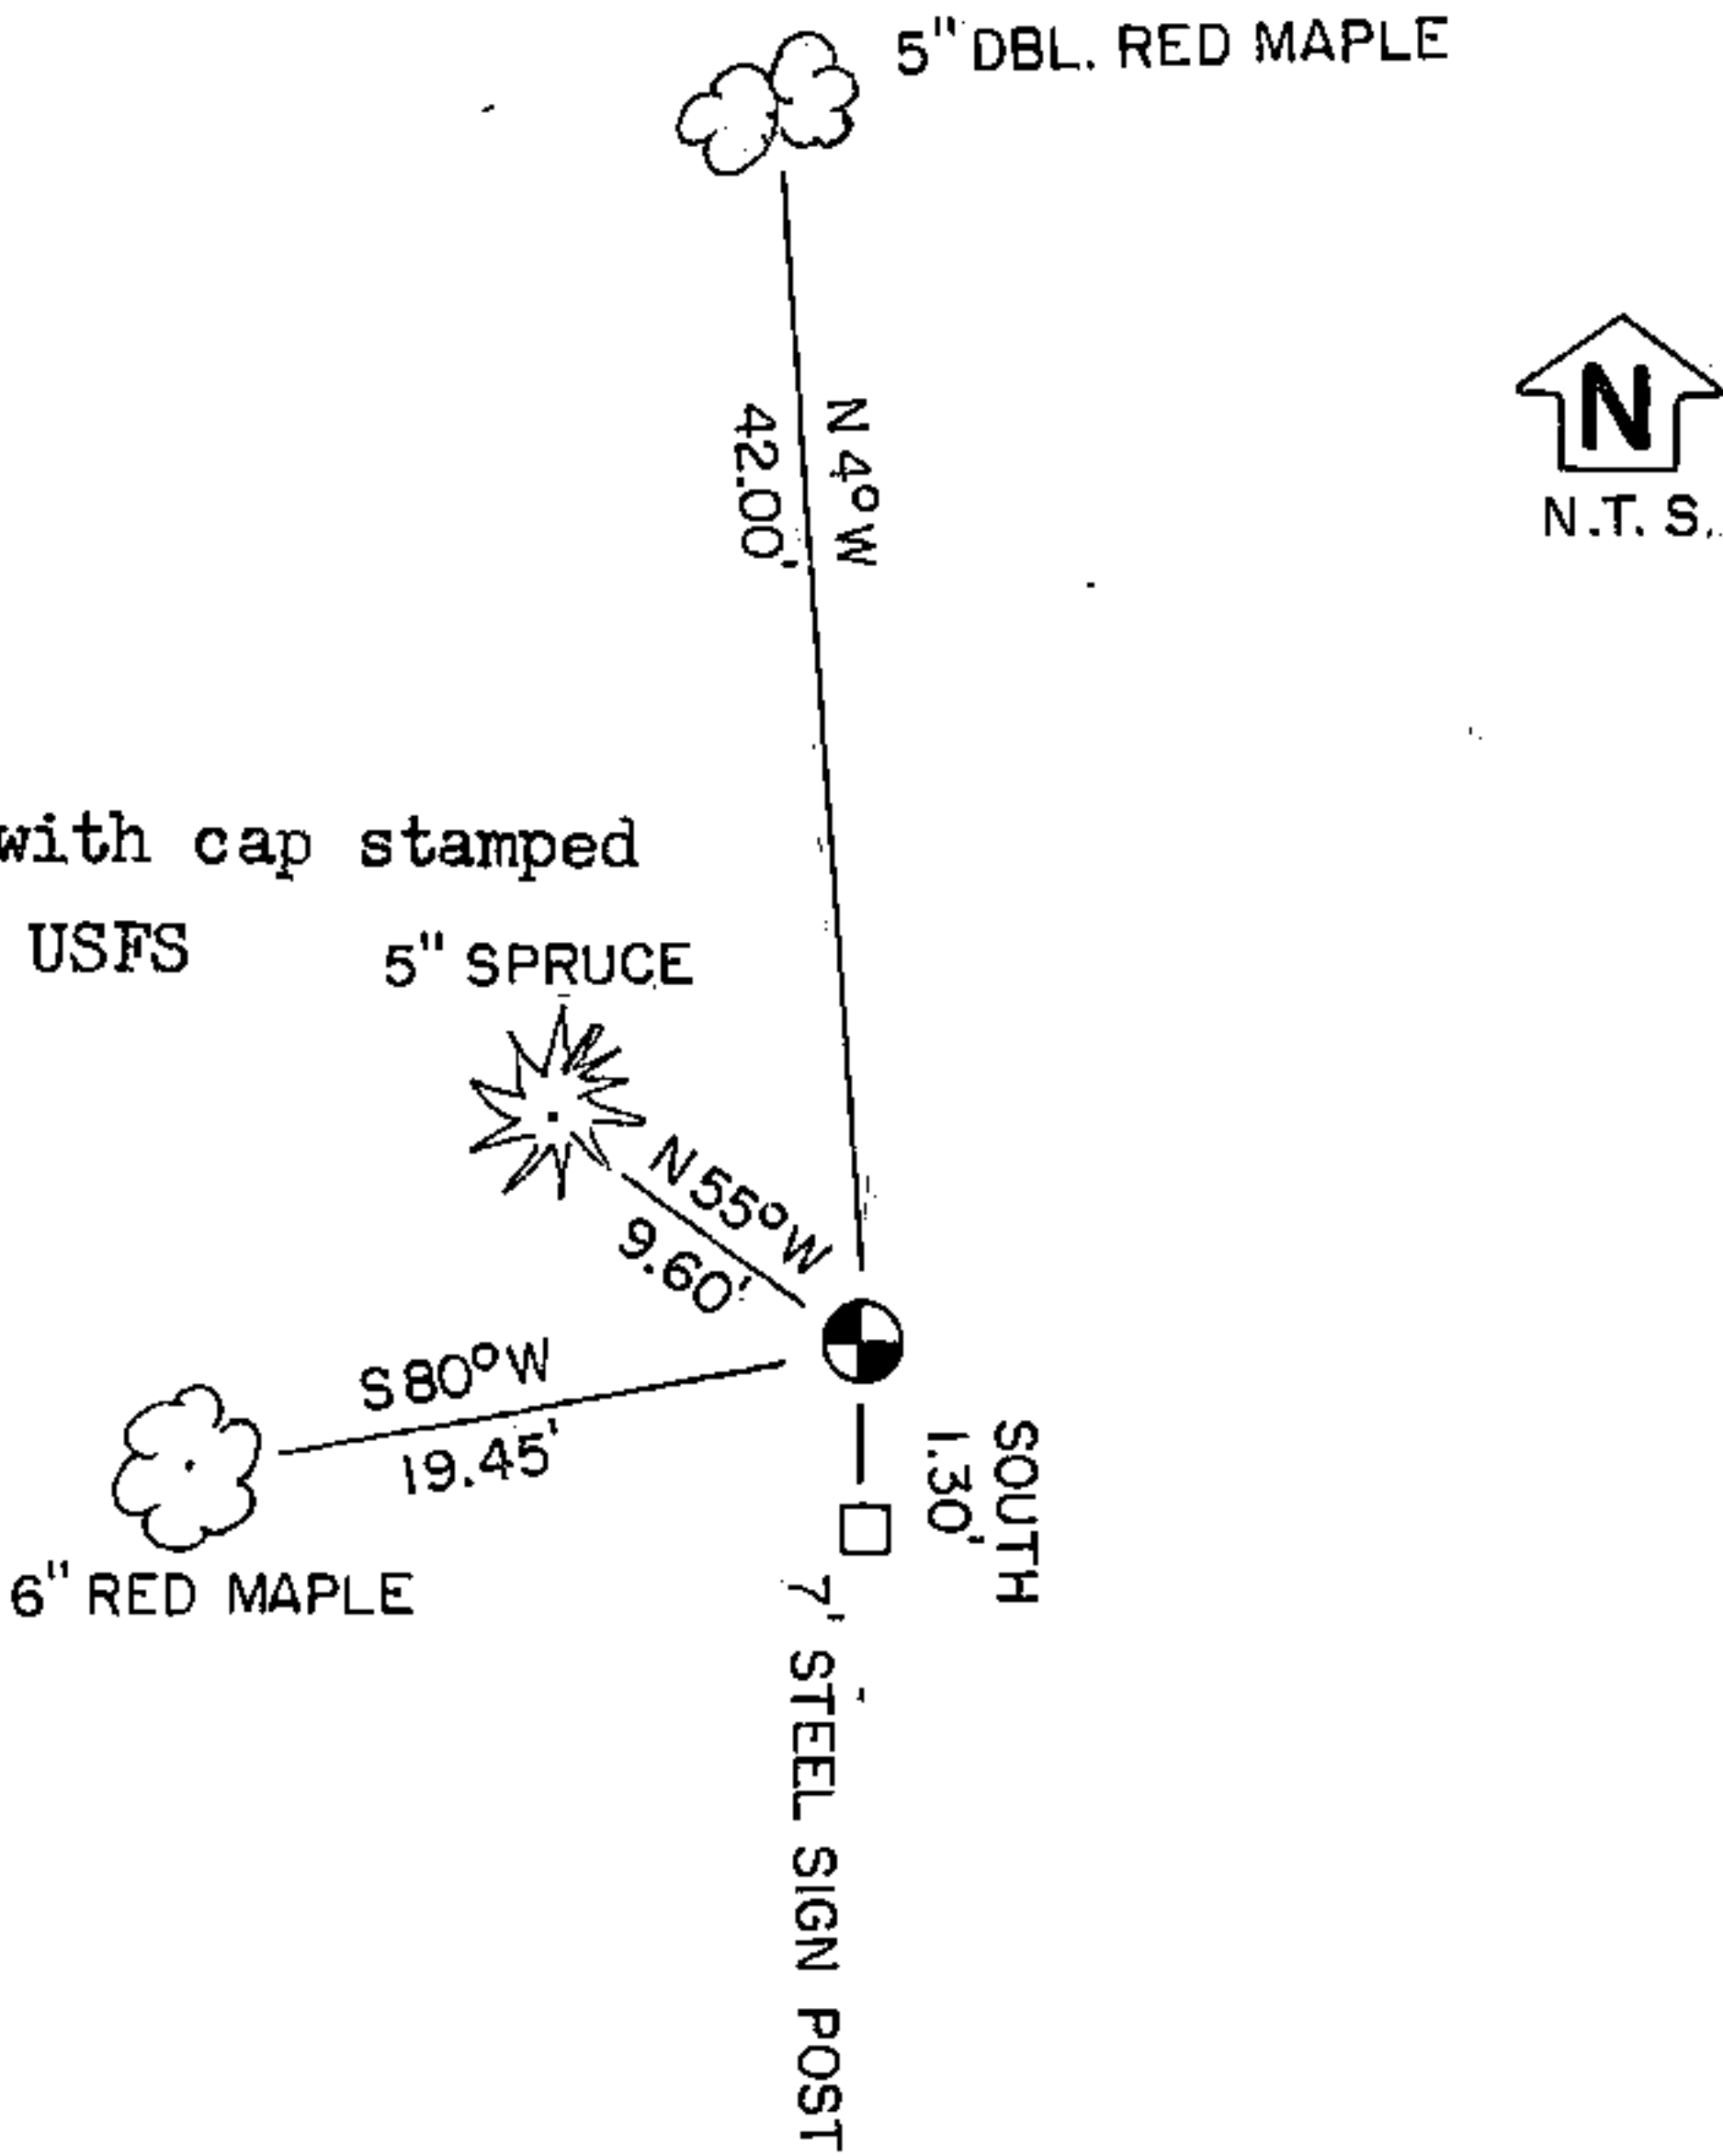 5" DBL. RED MAPLE
N 4° W
42.00'
N
N.T.S.
with cap stamped
USFS
5" SPRUCE
N 55° W
9.60'
S 80° W
19.45'
SOUTH
1.30'
6" RED MAPLE
7' STEEL SIGN POST